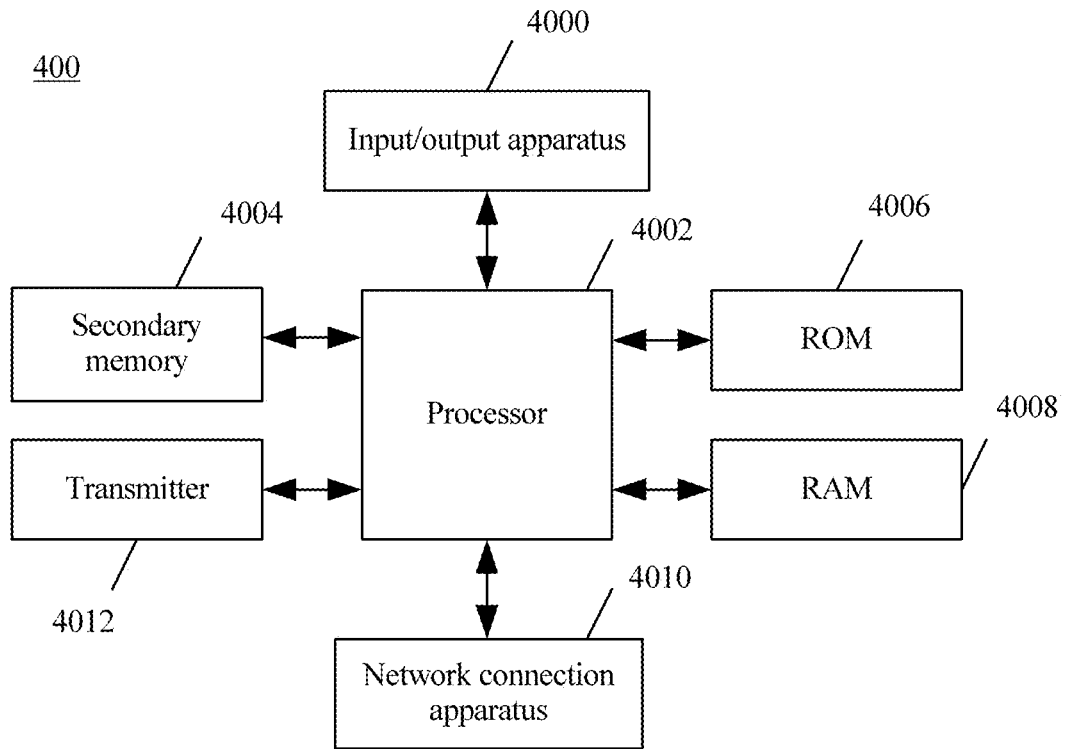 4000
400
Input/output apparatus
4004
4002
4006
Secondary
memory
ROM
Processor
4008
Transmitter
RAM
4010
4012
Network connection
apparatus